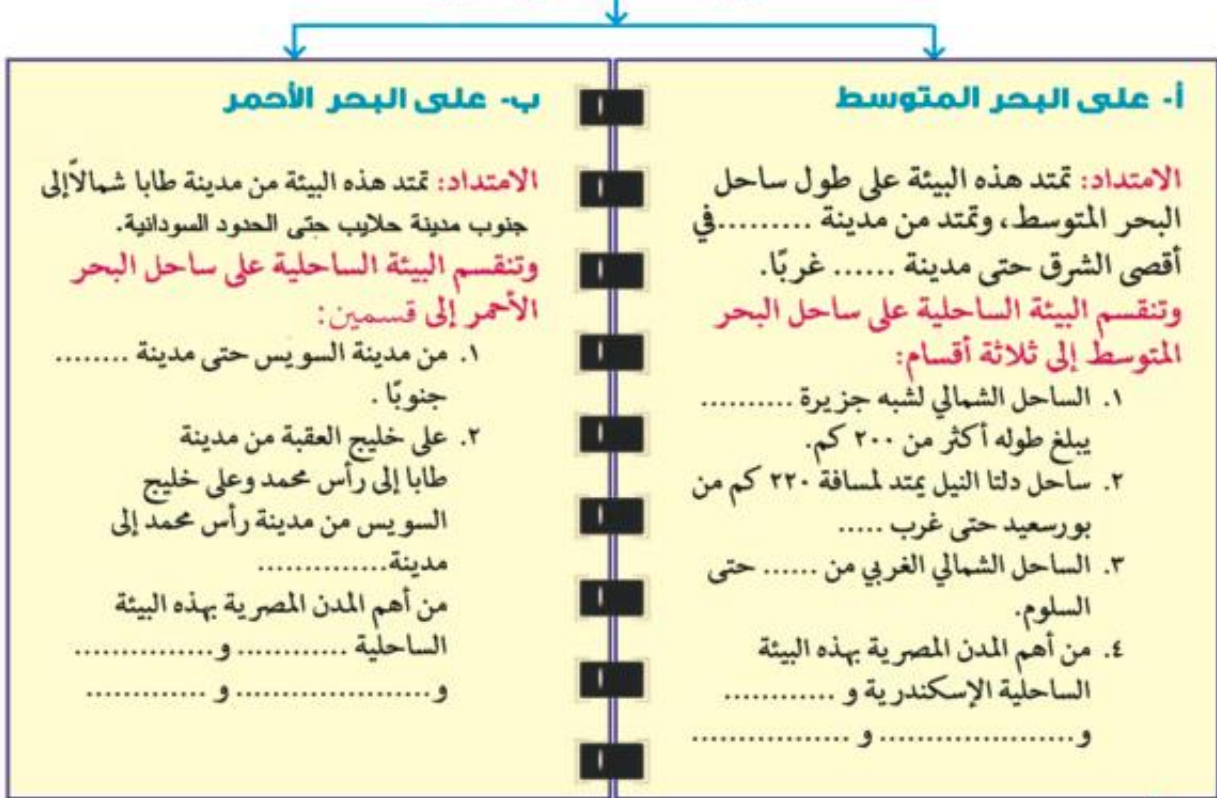 أ- على البحر المتوسط
الامتداد: تمتد هذه البيئة على طول ساحل
البحر المتوسط، وتمتد من مدينة .........في
أقصى الشرق حتى مدينة ...... غربًا.
وتنقسم البيئة الساحلية على ساحل البحر
المتوسط إلى ثلاثة أقسام:
١. الساحل الشمالي لشبه جزيرة ..........
يبلغ طوله أكثر من ٢٠٠ كم.
٢. ساحل دلتا النيل يمتد لمسافة ٢٢٠ كم من
بورسعيد حتى غرب .....
٣. الساحل الشمالي الغربي من ...... حتى
السلوم.
٤. من أهم المدن المصرية بهذه البيئة
الساحلية الإسكندرية و ............
و..................... و .................
ب- على البحر الأحمر
الامتداد: تمتد هذه البيئة من مدينة طابا شمالاًإلى
جنوب مدينة حلايب حتى الحدود السودانية.
وتنقسم البيئة الساحلية على ساحل البحر
الأحمر إلى قسمين:
١. من مدينة السويس حتى مدينة ........
جنوبًا .
٢. على خليج العقبة من مدينة
طابا إلى رأس محمد وعلى خليج
السويس من مدينة رأس محمد إلى
مدينة..............
من أهم المدن المصرية بهذه البيئة
الساحلية ............ و...............
و..................... و .............